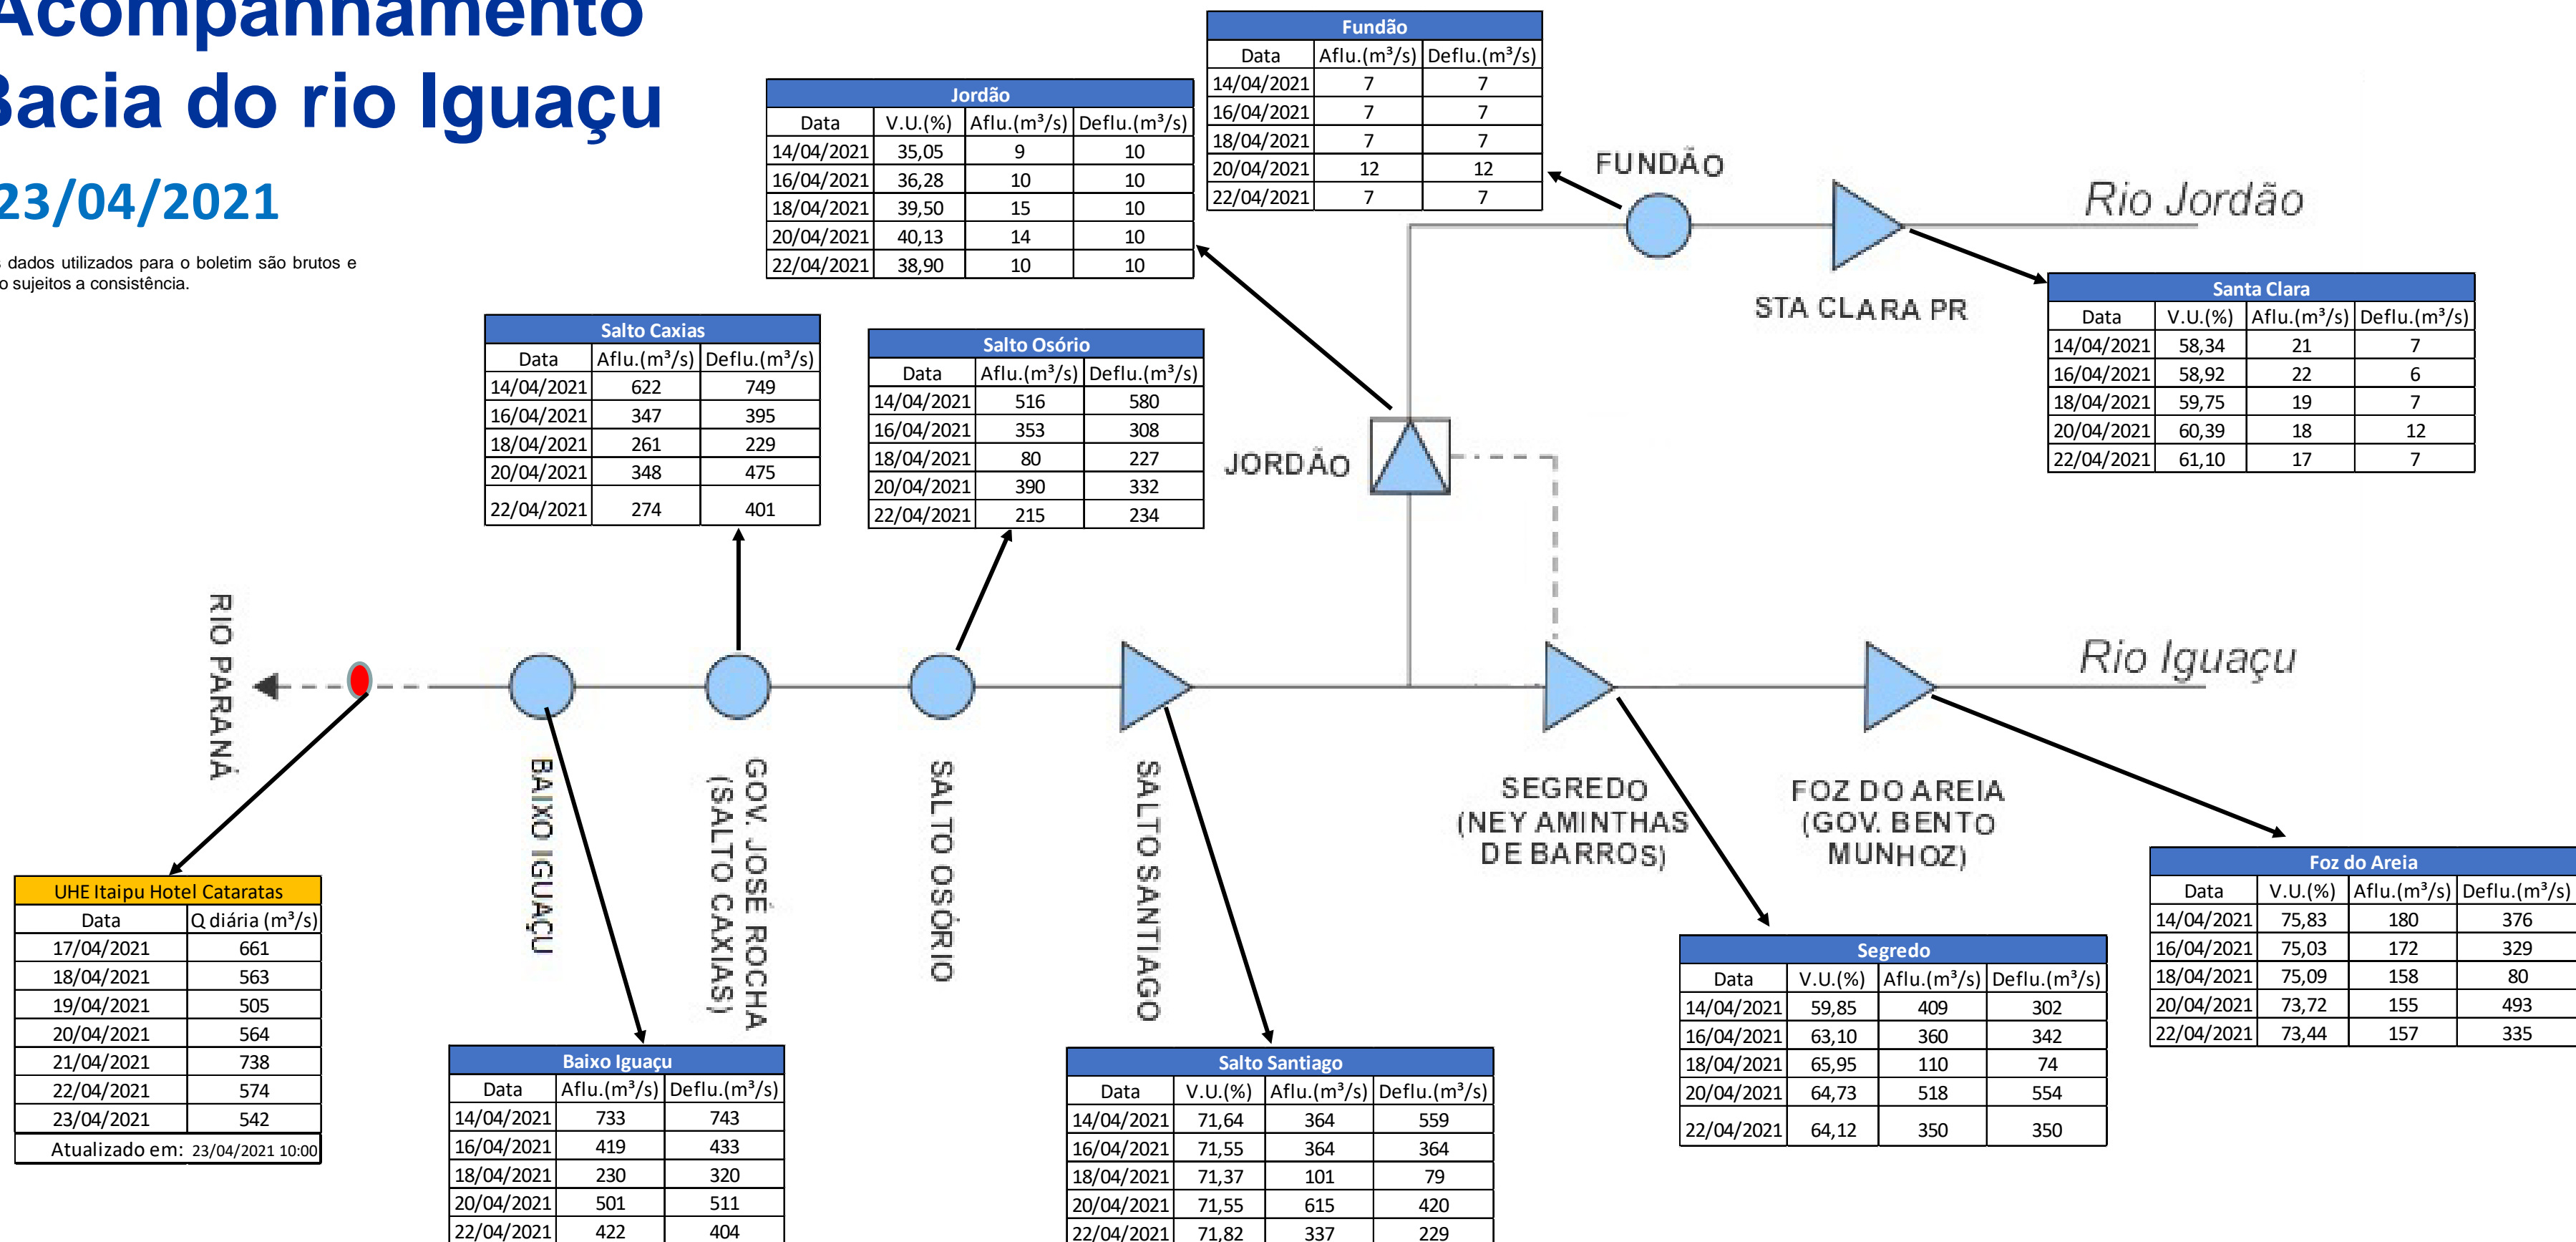 Acompanhamento
Bacia do rio Iguaçu
23/04/2021
s dados utilizados para o boletim são brutos e
o sujeitos a consistência.
Fundão
Data Aflu.(m³/s) Deflu.(m³/s)
14/04/2021 7 7
16/04/2021 7 7
18/04/2021 7 7
20/04/2021 12 12
22/04/2021 7 7
Jordão
Data V.U.(%) Aflu.(m³/s) Deflu.(m³/s)
14/04/2021 35,05 9 10
16/04/2021 36,28 10 10
18/04/2021 39,50 15 10
20/04/2021 40,13 14 10
22/04/2021 38,90 10 10
FUNDÃO
Rio Jordão
STA CLARA PR
Santa Clara
Data V.U.(%) Aflu.(m³/s) Deflu.(m³/s)
14/04/2021 58,34 21 7
16/04/2021 58,92 22 6
18/04/2021 59,75 19 7
20/04/2021 60,39 18 12
22/04/2021 61,10 17 7
Salto Caxias
Data Aflu.(m³/s) Deflu.(m³/s)
14/04/2021 622 749
16/04/2021 347 395
18/04/2021 261 229
20/04/2021 348 475
22/04/2021 274 401
Salto Osório
Data Aflu.(m³/s) Deflu.(m³/s)
14/04/2021 516 580
16/04/2021 353 308
18/04/2021 80 227
20/04/2021 390 332
22/04/2021 215 234
JORDÃO
RIO PARANÁ
Rio Iguaçu
BAIXO IGUAÇU
GOV. JOSÉ ROCHA
(SALTO CAXIAS)
SALTO OSÓRIO
SALTO SANTIAGO
SEGREDO
(NEY AMINTHAS
DE BARROS)
FOZ DO AREIA
(GOV. BENTO
MUNHOZ)
Foz do Areia
Data V.U.(%) Aflu.(m³/s) Deflu.(m³/s)
14/04/2021 75,83 180 376
16/04/2021 75,03 172 329
18/04/2021 75,09 158 80
20/04/2021 73,72 155 493
22/04/2021 73,44 157 335
UHE Itaipu Hotel Cataratas
Data Q diária (m³/s)
17/04/2021 661
18/04/2021 563
19/04/2021 505
20/04/2021 564
21/04/2021 738
22/04/2021 574
23/04/2021 542
Atualizado em: 23/04/2021 10:00
Segredo
Data V.U.(%) Aflu.(m³/s) Deflu.(m³/s)
14/04/2021 59,85 409 302
16/04/2021 63,10 360 342
18/04/2021 65,95 110 74
20/04/2021 64,73 518 554
22/04/2021 64,12 350 350
Baixo Iguaçu
Data Aflu.(m³/s) Deflu.(m³/s)
14/04/2021 733 743
16/04/2021 419 433
18/04/2021 230 320
20/04/2021 501 511
22/04/2021 422 404
Salto Santiago
Data V.U.(%) Aflu.(m³/s) Deflu.(m³/s)
14/04/2021 71,64 364 559
16/04/2021 71,55 364 364
18/04/2021 71,37 101 79
20/04/2021 71,55 615 420
22/04/2021 71,82 337 229